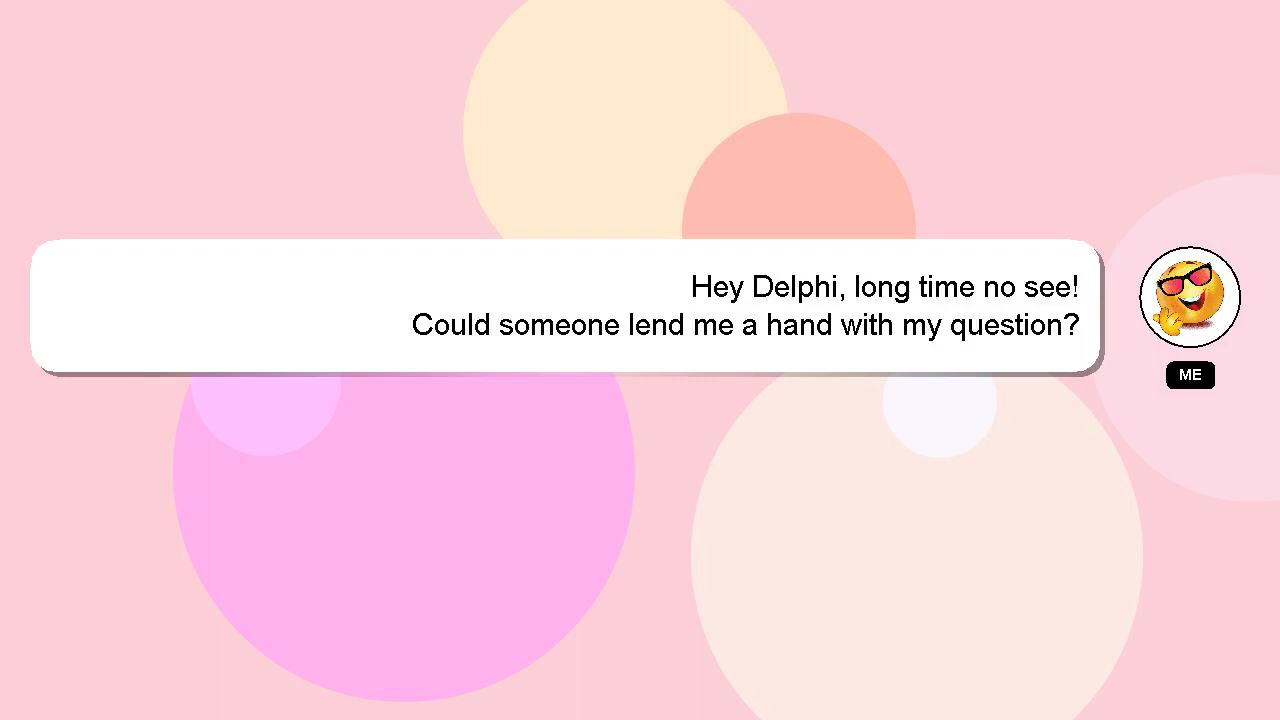 Hey Delphi, long time no see!
Could someone lend me a hand with my question?
ME